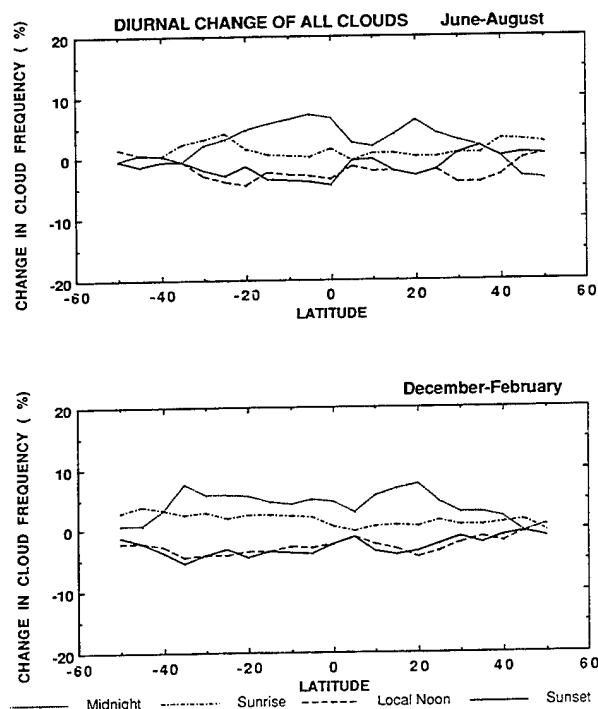 DIURNAL CHANGE OF ALL CLOUDS June-August
CHANGE IN CLOUD FREQUENCY ( %)
20
10
0
-10
-20
-60 -40 -20 0 20 40 60
LATITUDE
December-February
CHANGE IN CLOUD FREQUENCY ( %)
20
10
0
-10
-20
-60 -40 -20 0 20 40 60
LATITUDE
Midnight Sunrise Local Noon Sunset